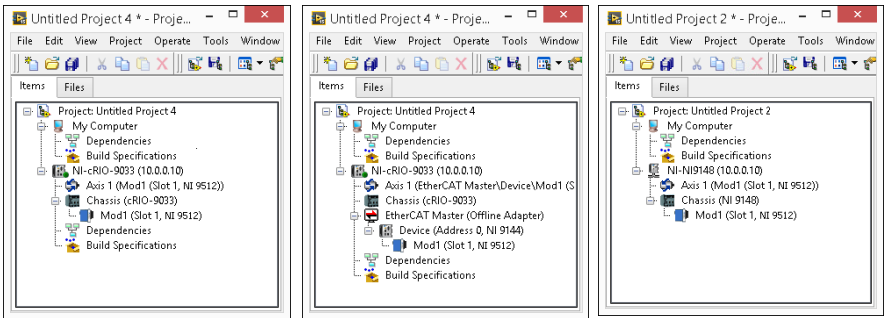 Untitled Project 4 * - Proje...
File Edit View Project Operate Tools Window
Items Files
Project: Untitled Project 4
My Computer
Dependencies
Build Specifications
NI-cRIO-9033 (10.0.0.10)
Axis 1 (Mod1 (Slot 1, NI 9512))
Chassis (cRIO-9033)
Mod1 (Slot 1, NI 9512)
Dependencies
Build Specifications
Untitled Project 4 * - Proje...
File Edit View Project Operate Tools Window
Items Files
Project: Untitled Project 4
My Computer
Dependencies
Build Specifications
NI-cRIO-9033 (10.0.0.10)
Axis 1 (EtherCAT Master\Device\Mod1 (S
Chassis (cRIO-9033)
EtherCAT Master (Offline Adapter)
Device (Address 0, NI 9144)
Mod1 (Slot 1, NI 9512)
Dependencies
Build Specifications
Untitled Project 2 * - Proje...
File Edit View Project Operate Tools Window
Items Files
Project: Untitled Project 2
My Computer
Dependencies
Build Specifications
NI-NI9148 (10.0.0.10)
Axis 1 (Mod1 (Slot 1, NI 9512))
Chassis (NI 9148)
Mod1 (Slot 1, NI 9512)